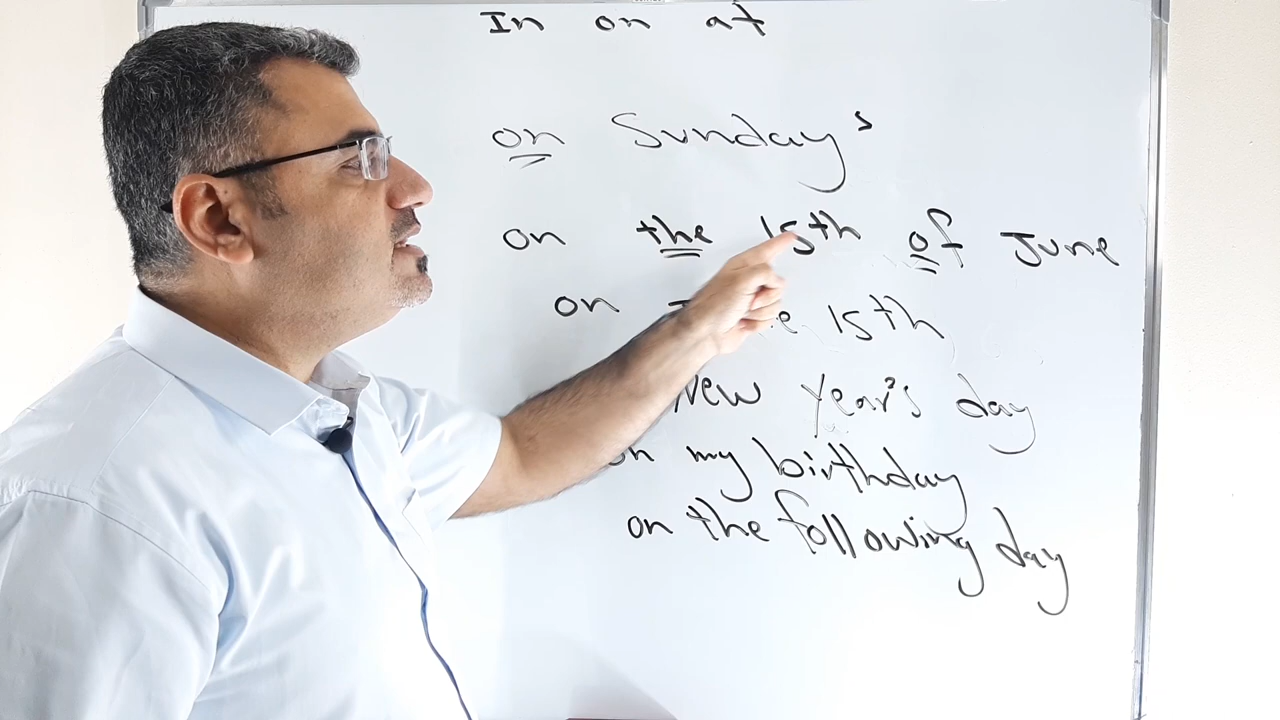 In on at
on Sundays
on the 15th of June
on 15th
New Year's day
on my birthday
on the following day